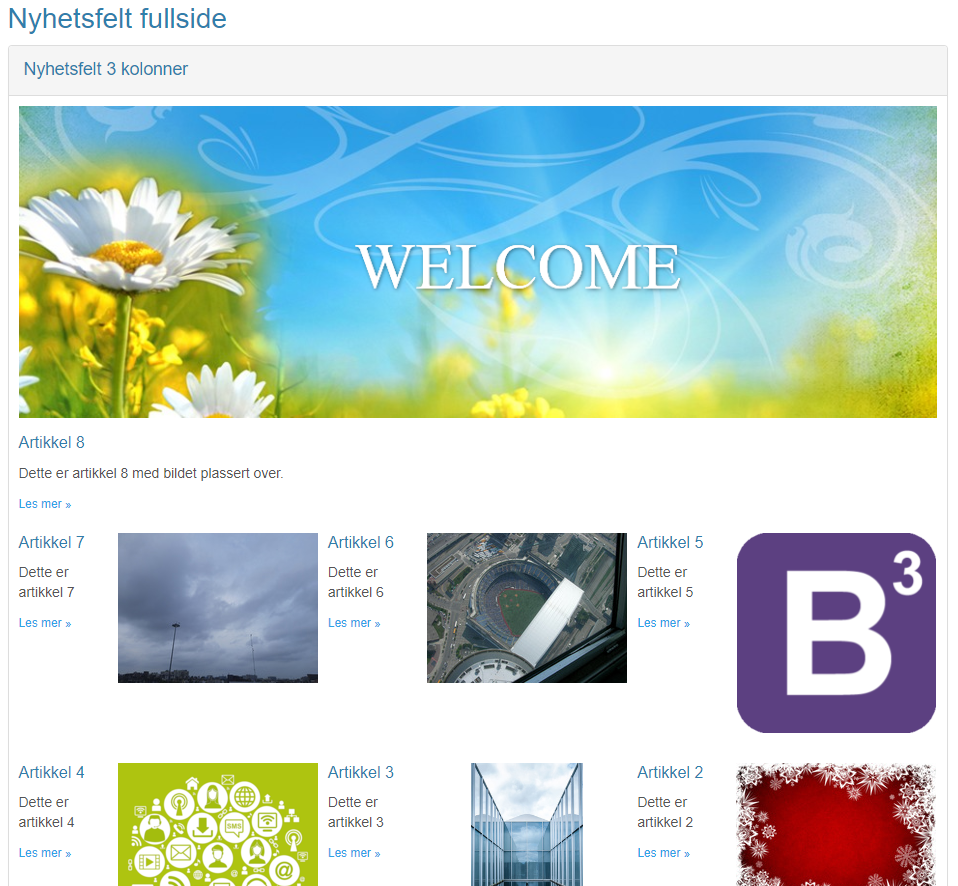 Nyhetsfelt fullside
Nyhetsfelt 3 kolonner
WELCOME
Artikkel 8
Dette er artikkel 8 med bildet plassert over.
Les mer »
Artikkel 7
Dette er
artikkel 7
Les mer »
Artikkel 6
Dette er
artikkel 6
Les mer »
Artikkel 5
Dette er
artikkel 5
Les mer »
B3
Artikkel 4
Dette er
artikkel 4
Les mer »
SMS
@
Artikkel 3
Dette er
artikkel 3
Les mer »
Artikkel 2
Dette er
artikkel 2
Les mer »